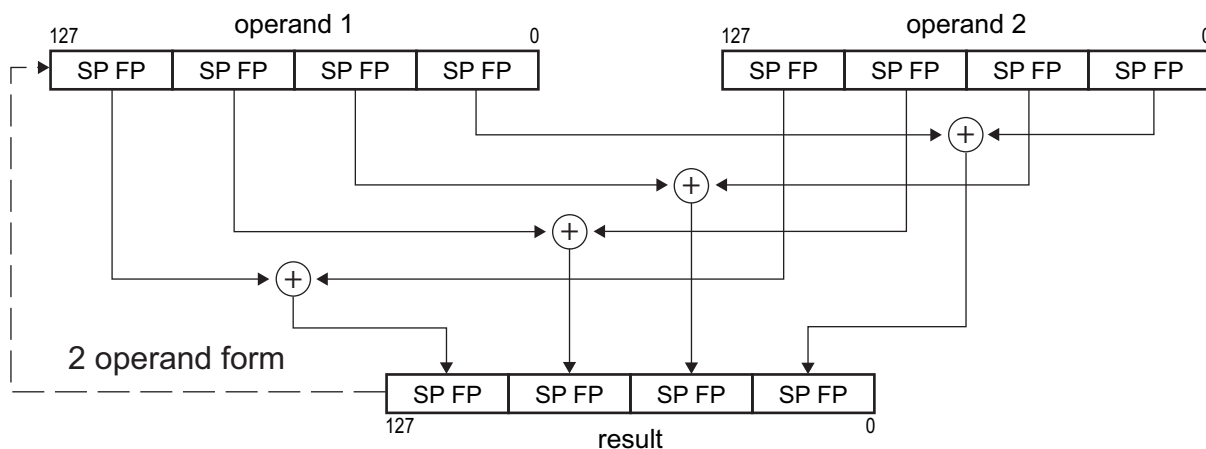 operand 1 operand 2
127 0 127 0
SP FP SP FP SP FP SP FP SP FP SP FP SP FP SP FP
+
+
+
+
2 operand form
SP FP SP FP SP FP SP FP
127 0
result